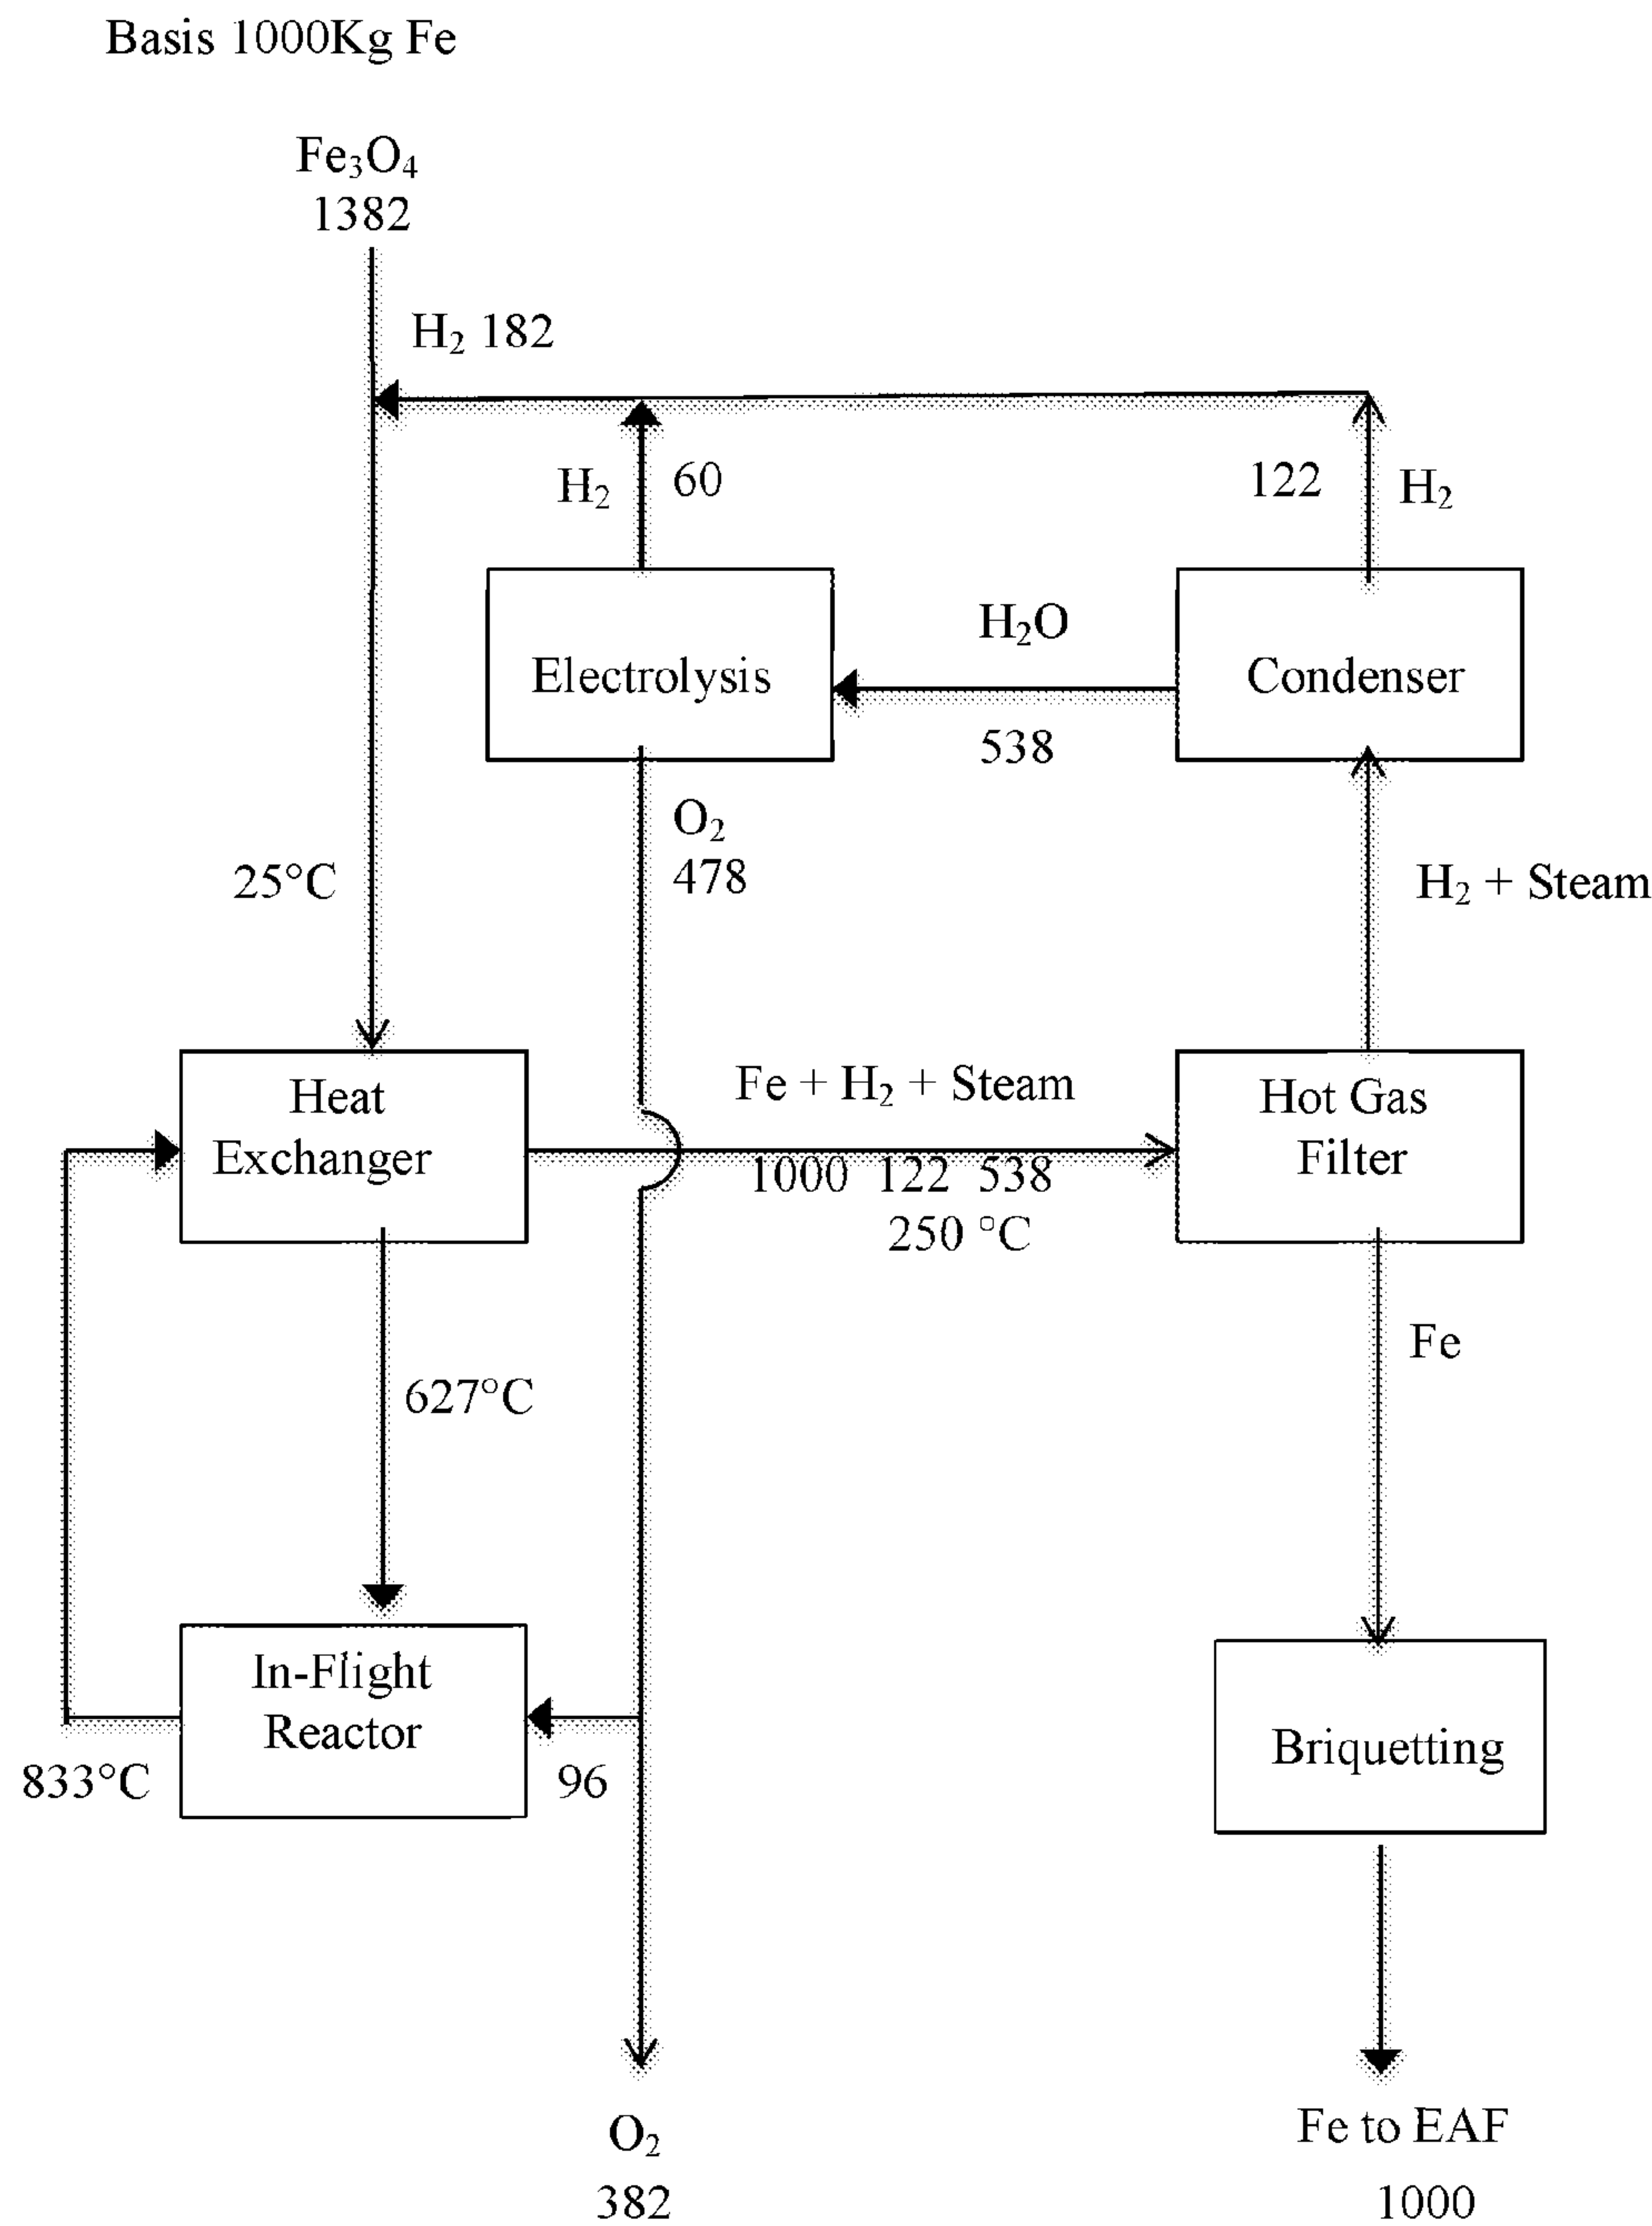 Basis 1000Kg Fe
Fe₃O₄
1382
H₂ 182
H₂
60
122
H₂
Electrolysis
H₂O
538
Condenser
O₂
478
25°C
H₂ + Steam
Heat
Exchanger
Fe + H₂ + Steam
1000 122 538
250 °C
Hot Gas
Filter
Fe
627°C
In-Flight
Reactor
833°C
96
Briquetting
O₂
382
Fe to EAF
1000